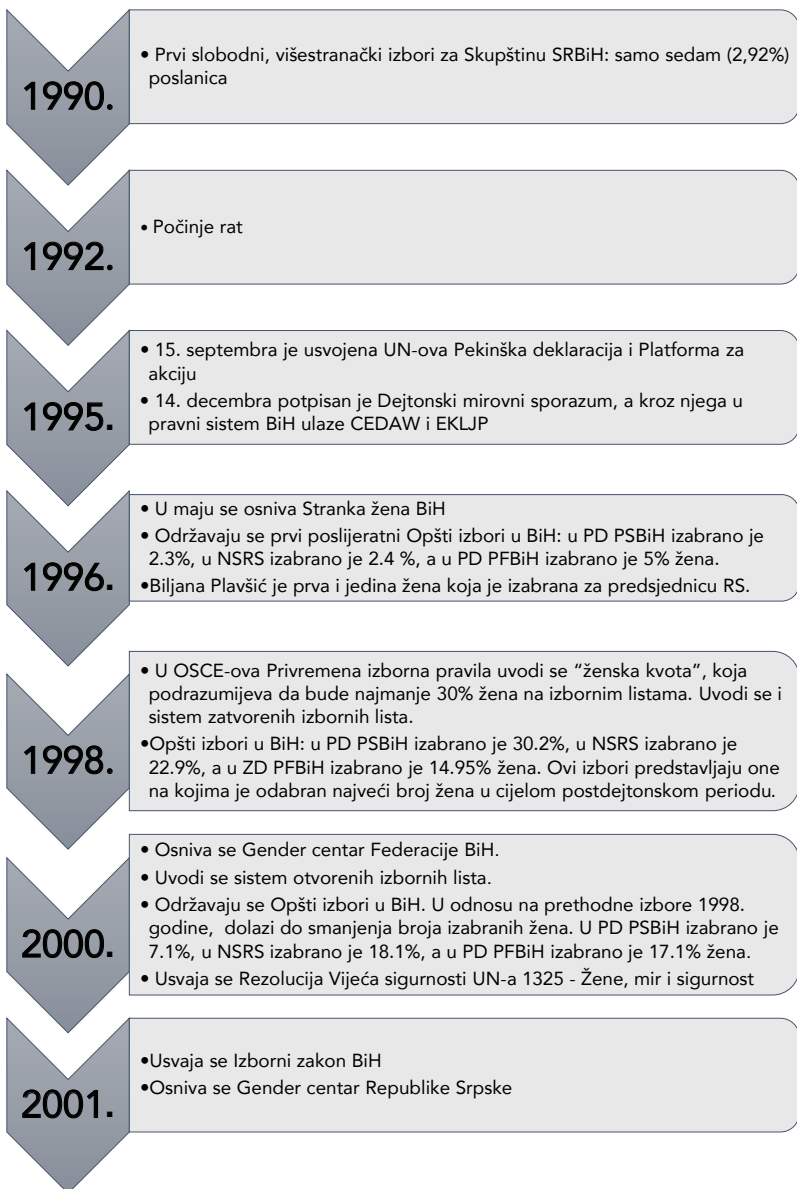 1990.
• Prvi slobodni, višestranački izbori za Skupštinu SRBiH: samo sedam (2,92%)
poslanica
1992.
• Počinje rat
1995.
• 15. septembra je usvojena UN-ova Pekinška deklaracija i Platforma za
akciju
• 14. decembra potpisan je Dejtonski mirovni sporazum, a kroz njega u
pravni sistem BiH ulaze CEDAW i EKLJP
1996.
• U maju se osniva Stranka žena BiH
• Održavaju se prvi poslijeratni Opšti izbori u BiH: u PD PSBiH izabrano je
2.3%, u NSRS izabrano je 2.4 %, a u PD PFBiH izabrano je 5% žena.
•Biljana Plavšić je prva i jedina žena koja je izabrana za predsjednicu RS.
1998.
• U OSCE-ova Privremena izborna pravila uvodi se “ženska kvota”, koja
podrazumijeva da bude najmanje 30% žena na izbornim listama. Uvodi se i
sistem zatvorenih izbornih lista.
•Opšti izbori u BiH: u PD PSBiH izabrano je 30.2%, u NSRS izabrano je
22.9%, a u ZD PFBiH izabrano je 14.95% žena. Ovi izbori predstavljaju one
na kojima je odabran najveći broj žena u cijelom postdejtonskom periodu.
2000.
• Osniva se Gender centar Federacije BiH.
• Uvodi se sistem otvorenih izbornih lista.
• Održavaju se Opšti izbori u BiH. U odnosu na prethodne izbore 1998.
godine, dolazi do smanjenja broja izabranih žena. U PD PSBiH izabrano je
7.1%, u NSRS izabrano je 18.1%, a u PD PFBiH izabrano je 17.1% žena.
• Usvaja se Rezolucija Vijeća sigurnosti UN-a 1325 - Žene, mir i sigurnost
2001.
•Usvaja se Izborni zakon BiH
•Osniva se Gender centar Republike Srpske